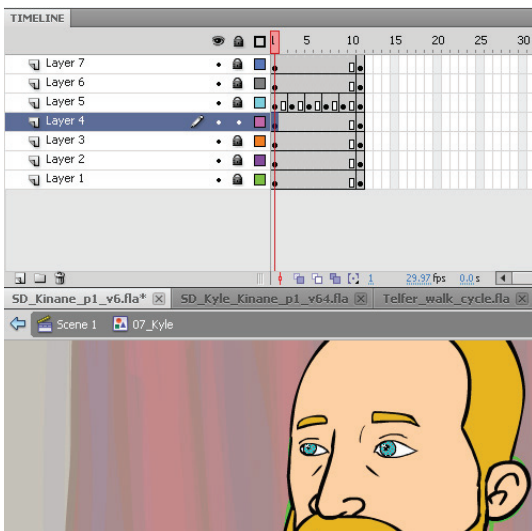 TIMELINE
1 5 10 15 20 25 30
Layer 7
Layer 6
Layer 5
Layer 4
Layer 3
Layer 2
Layer 1
1 29.97 fps 0.0 s
SD_Kinane_p1_v6.fla* SD_Kyle_Kinane_p1_v64.fla Telfer_walk_cycle.fla
Scene 1 07_Kyle